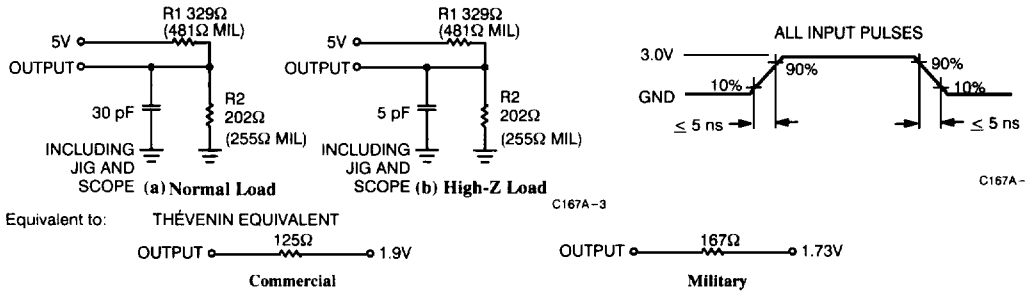 R1 329Ω
(481Ω MIL)
5V
OUTPUT
30 pF
R2
202Ω
(255Ω MIL)
INCLUDING
JIG AND
SCOPE
(a) Normal Load
R1 329Ω
(481Ω MIL)
5V
OUTPUT
5 pF
R2
202Ω
(255Ω MIL)
INCLUDING
JIG AND
SCOPE
(b) High-Z Load
C167A-3
ALL INPUT PULSES
3.0V
GND
10%
90%
90%
10%
≤ 5 ns
≤ 5 ns
C167A-
Equivalent to: THÉVENIN EQUIVALENT
OUTPUT 125Ω 1.9V
Commercial
OUTPUT 167Ω 1.73V
Military